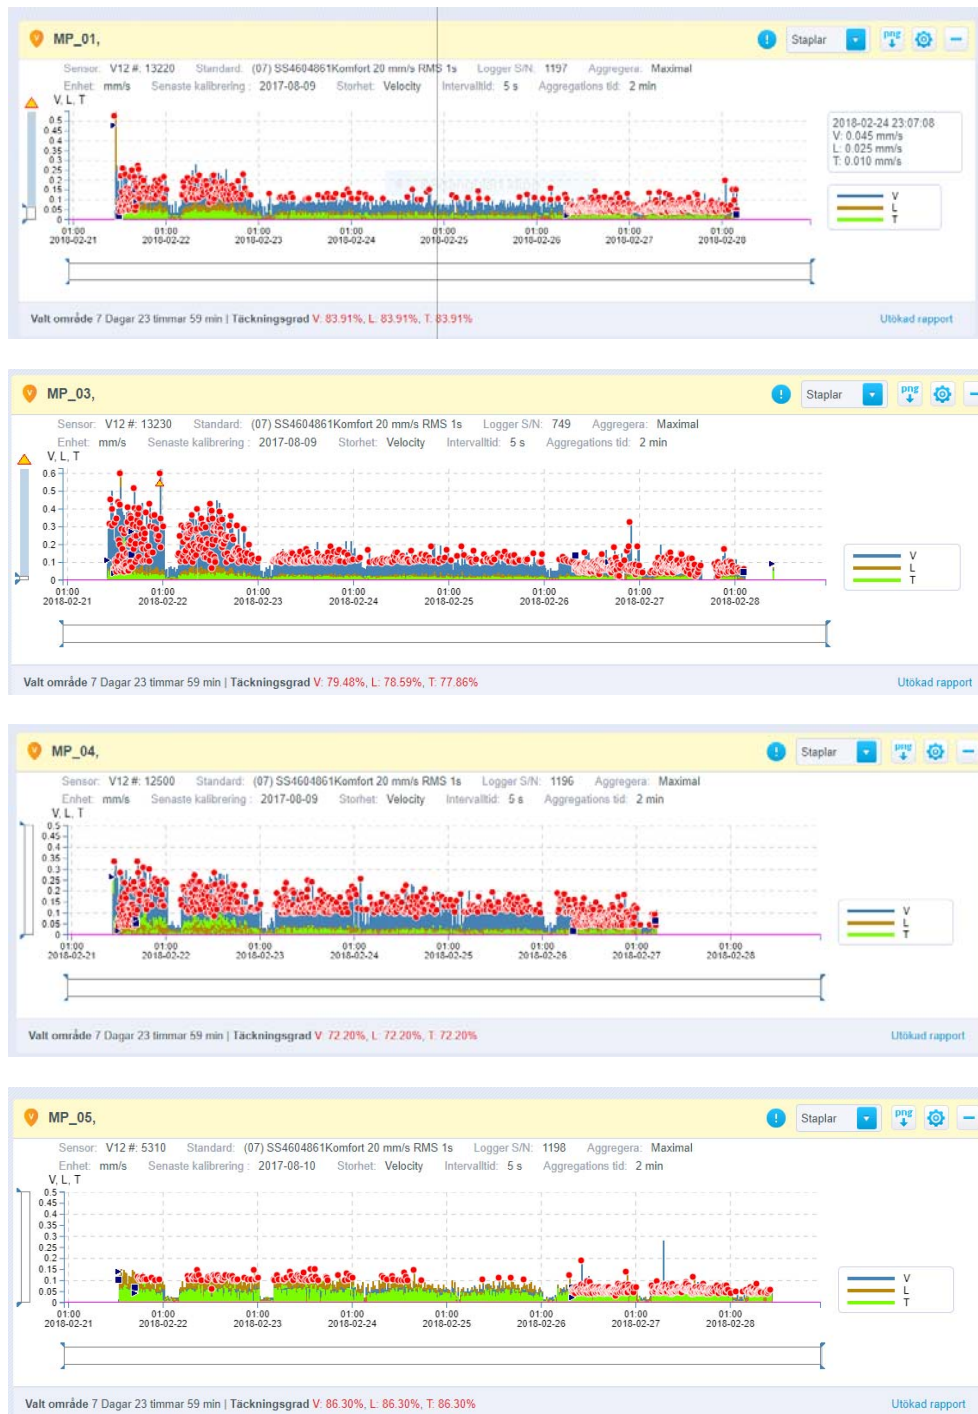 MP_01,
Staplar
png
Sensor: V12 #: 13220 Standard: (07) SS4604861Komfort 20 mm/s RMS 1s Logger S/N: 1197 Aggregera: Maximal
Enhet: mm/s Senaste kalibrering : 2017-08-09 Storhet: Velocity Intervalltid: 5 s Aggregations tid: 2 min
V, L, T
0.5
0.45
0.4
0.35
0.3
0.25
0.2
0.15
0.1
0.05
0
2018-02-24 23:07:08
V: 0.045 mm/s
L: 0.025 mm/s
T: 0.010 mm/s
V
L
T
01:00 01:00 01:00 01:00 01:00 01:00 01:00 01:00
2018-02-21 2018-02-22 2018-02-23 2018-02-24 2018-02-25 2018-02-26 2018-02-27 2018-02-28
Valt område 7 Dagar 23 timmar 59 min | Täckningsgrad V: 83.91%, L: 83.91%, T: 83.91%
Utökad rapport
MP_03,
Staplar
png
Sensor: V12 #: 13230 Standard: (07) SS4604861Komfort 20 mm/s RMS 1s Logger S/N: 749 Aggregera: Maximal
Enhet: mm/s Senaste kalibrering : 2017-08-09 Storhet: Velocity Intervalltid: 5 s Aggregations tid: 2 min
V, L, T
0.6
0.5
0.4
0.3
0.2
0.1
0
V
L
T
01:00 01:00 01:00 01:00 01:00 01:00 01:00 01:00
2018-02-21 2018-02-22 2018-02-23 2018-02-24 2018-02-25 2018-02-26 2018-02-27 2018-02-28
Valt område 7 Dagar 23 timmar 59 min | Täckningsgrad V: 79.48%, L: 78.59%, T: 77.86%
Utökad rapport
MP_04,
Staplar
png
Sensor: V12 #: 12500 Standard: (07) SS4604861Komfort 20 mm/s RMS 1s Logger S/N: 1196 Aggregera: Maximal
Enhet: mm/s Senaste kalibrering : 2017-08-09 Storhet: Velocity Intervalltid: 5 s Aggregations tid: 2 min
V, L, T
0.5
0.45
0.4
0.35
0.3
0.25
0.2
0.15
0.1
0.05
0
V
L
T
01:00 01:00 01:00 01:00 01:00 01:00 01:00 01:00
2018-02-21 2018-02-22 2018-02-23 2018-02-24 2018-02-25 2018-02-26 2018-02-27 2018-02-28
Valt område 7 Dagar 23 timmar 59 min | Täckningsgrad V: 72.20%, L: 72.20%, T: 72.20%
Utökad rapport
MP_05,
Staplar
png
Sensor: V12 #: 5310 Standard: (07) SS4604861Komfort 20 mm/s RMS 1s Logger S/N: 1198 Aggregera: Maximal
Enhet: mm/s Senaste kalibrering : 2017-08-10 Storhet: Velocity Intervalltid: 5 s Aggregations tid: 2 min
V, L, T
0.5
0.45
0.4
0.35
0.3
0.25
0.2
0.15
0.1
0.05
0
V
L
T
01:00 01:00 01:00 01:00 01:00 01:00 01:00 01:00
2018-02-21 2018-02-22 2018-02-23 2018-02-24 2018-02-25 2018-02-26 2018-02-27 2018-02-28
Valt område 7 Dagar 23 timmar 59 min | Täckningsgrad V: 86.30%, L: 86.30%, T: 86.30%
Utökad rapport